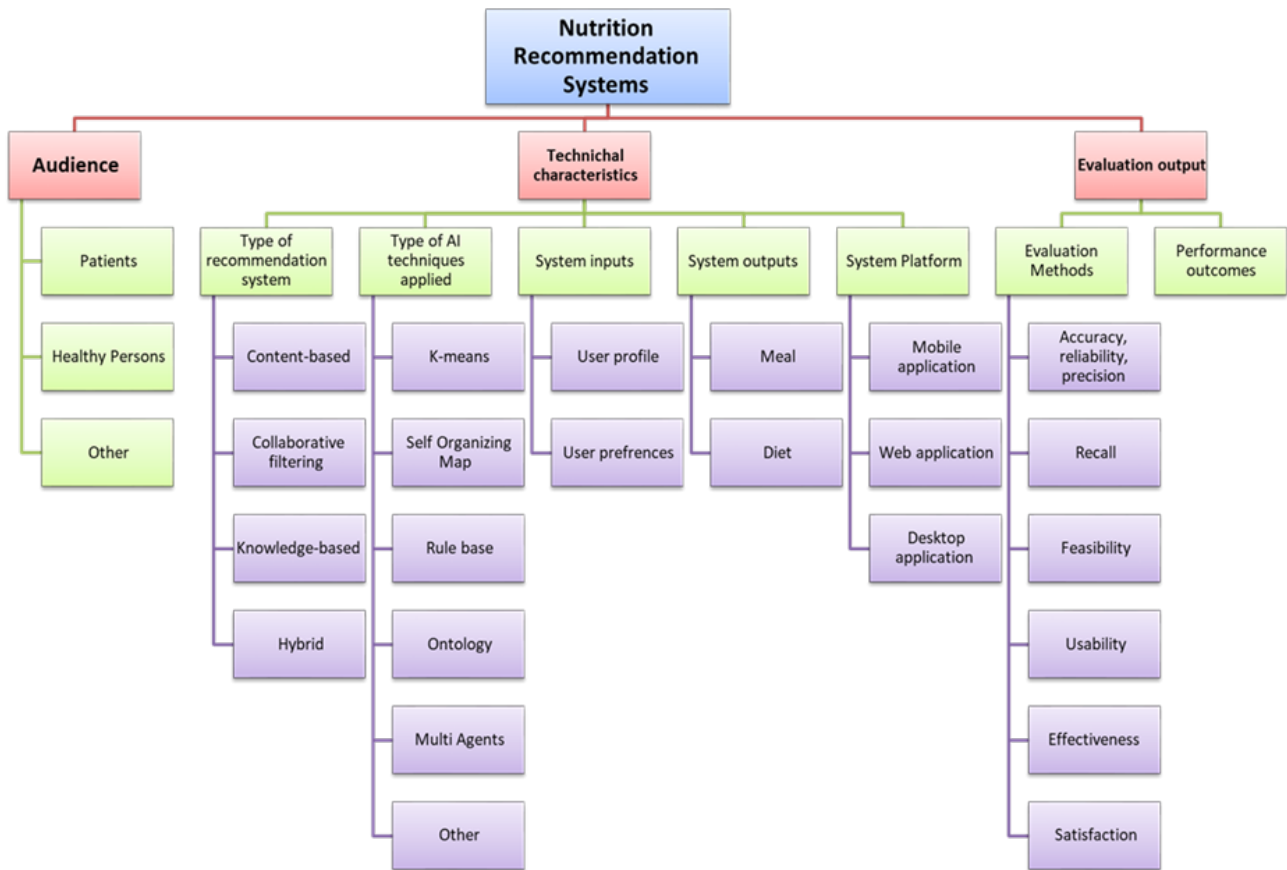 Nutrition
Recommendation
Systems
Audience
Technichal
characteristics
Evaluation output
Patients
Healthy Persons
Other
Type of
recommendation
system
Content-based
Collaborative
filtering
Knowledge-based
Hybrid
Type of AI
techniques
applied
K-means
Self Organizing
Map
Rule base
Ontology
Multi Agents
Other
System inputs
User profile
User prefrences
System outputs
Meal
Diet
System Platform
Mobile
application
Web application
Desktop
application
Evaluation
Methods
Accuracy,
reliability,
precision
Recall
Feasibility
Usability
Effectiveness
Satisfaction
Performance
outcomes